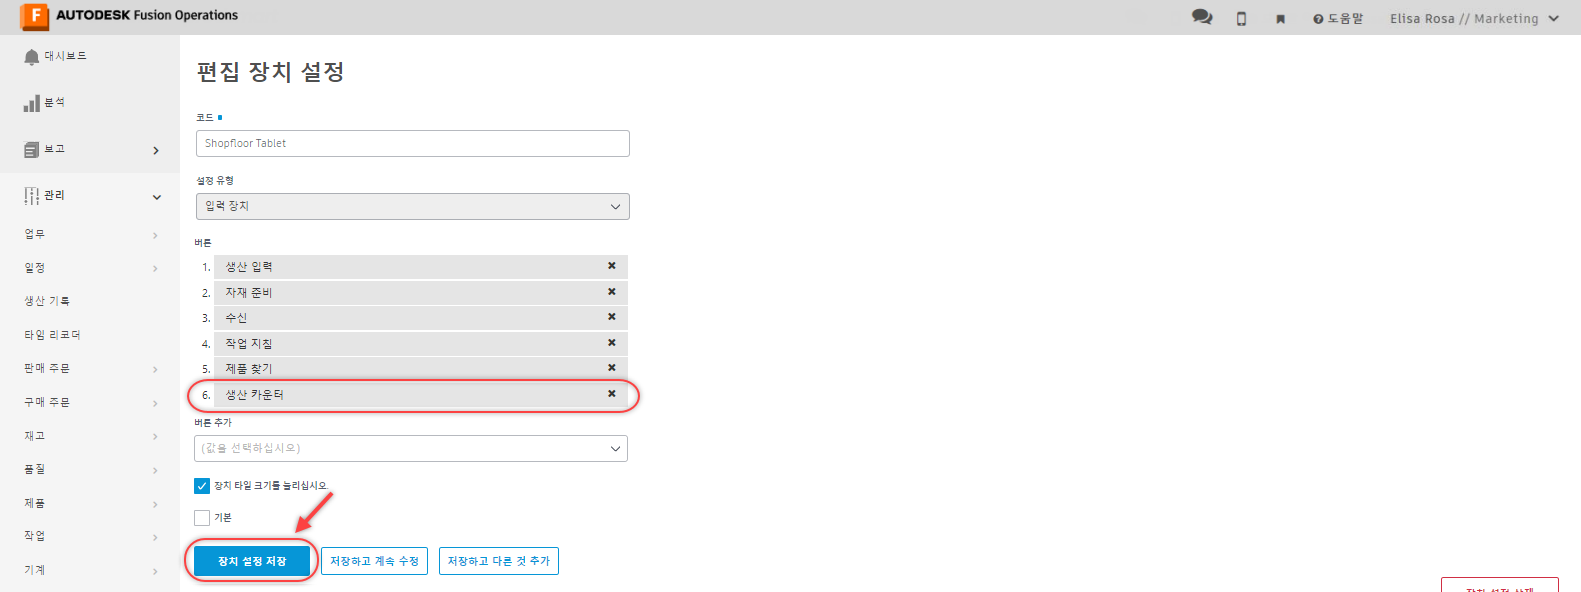 F AUTODESK Fusion Operations
도움말
Elisa Rosa // Marketing
대시보드
분석
보고
관리
업무
일정
생산 기록
타임 리코더
판매 주문
구매 주문
재고
품질
제품
작업
기계
편집 장치 설정
코드
Shopfloor Tablet
설정 유형
입력 장치
버튼
1. 생산 입력
2. 자재 준비
3. 수신
4. 작업 지침
5. 제품 찾기
6. 생산 카운터
버튼 추가
(값을 선택하십시오)
장치 타일 크기를 늘리십시오.
기본
장치 설정 저장
저장하고 계속 수정
저장하고 다른 것 추가
장치 설정 삭제